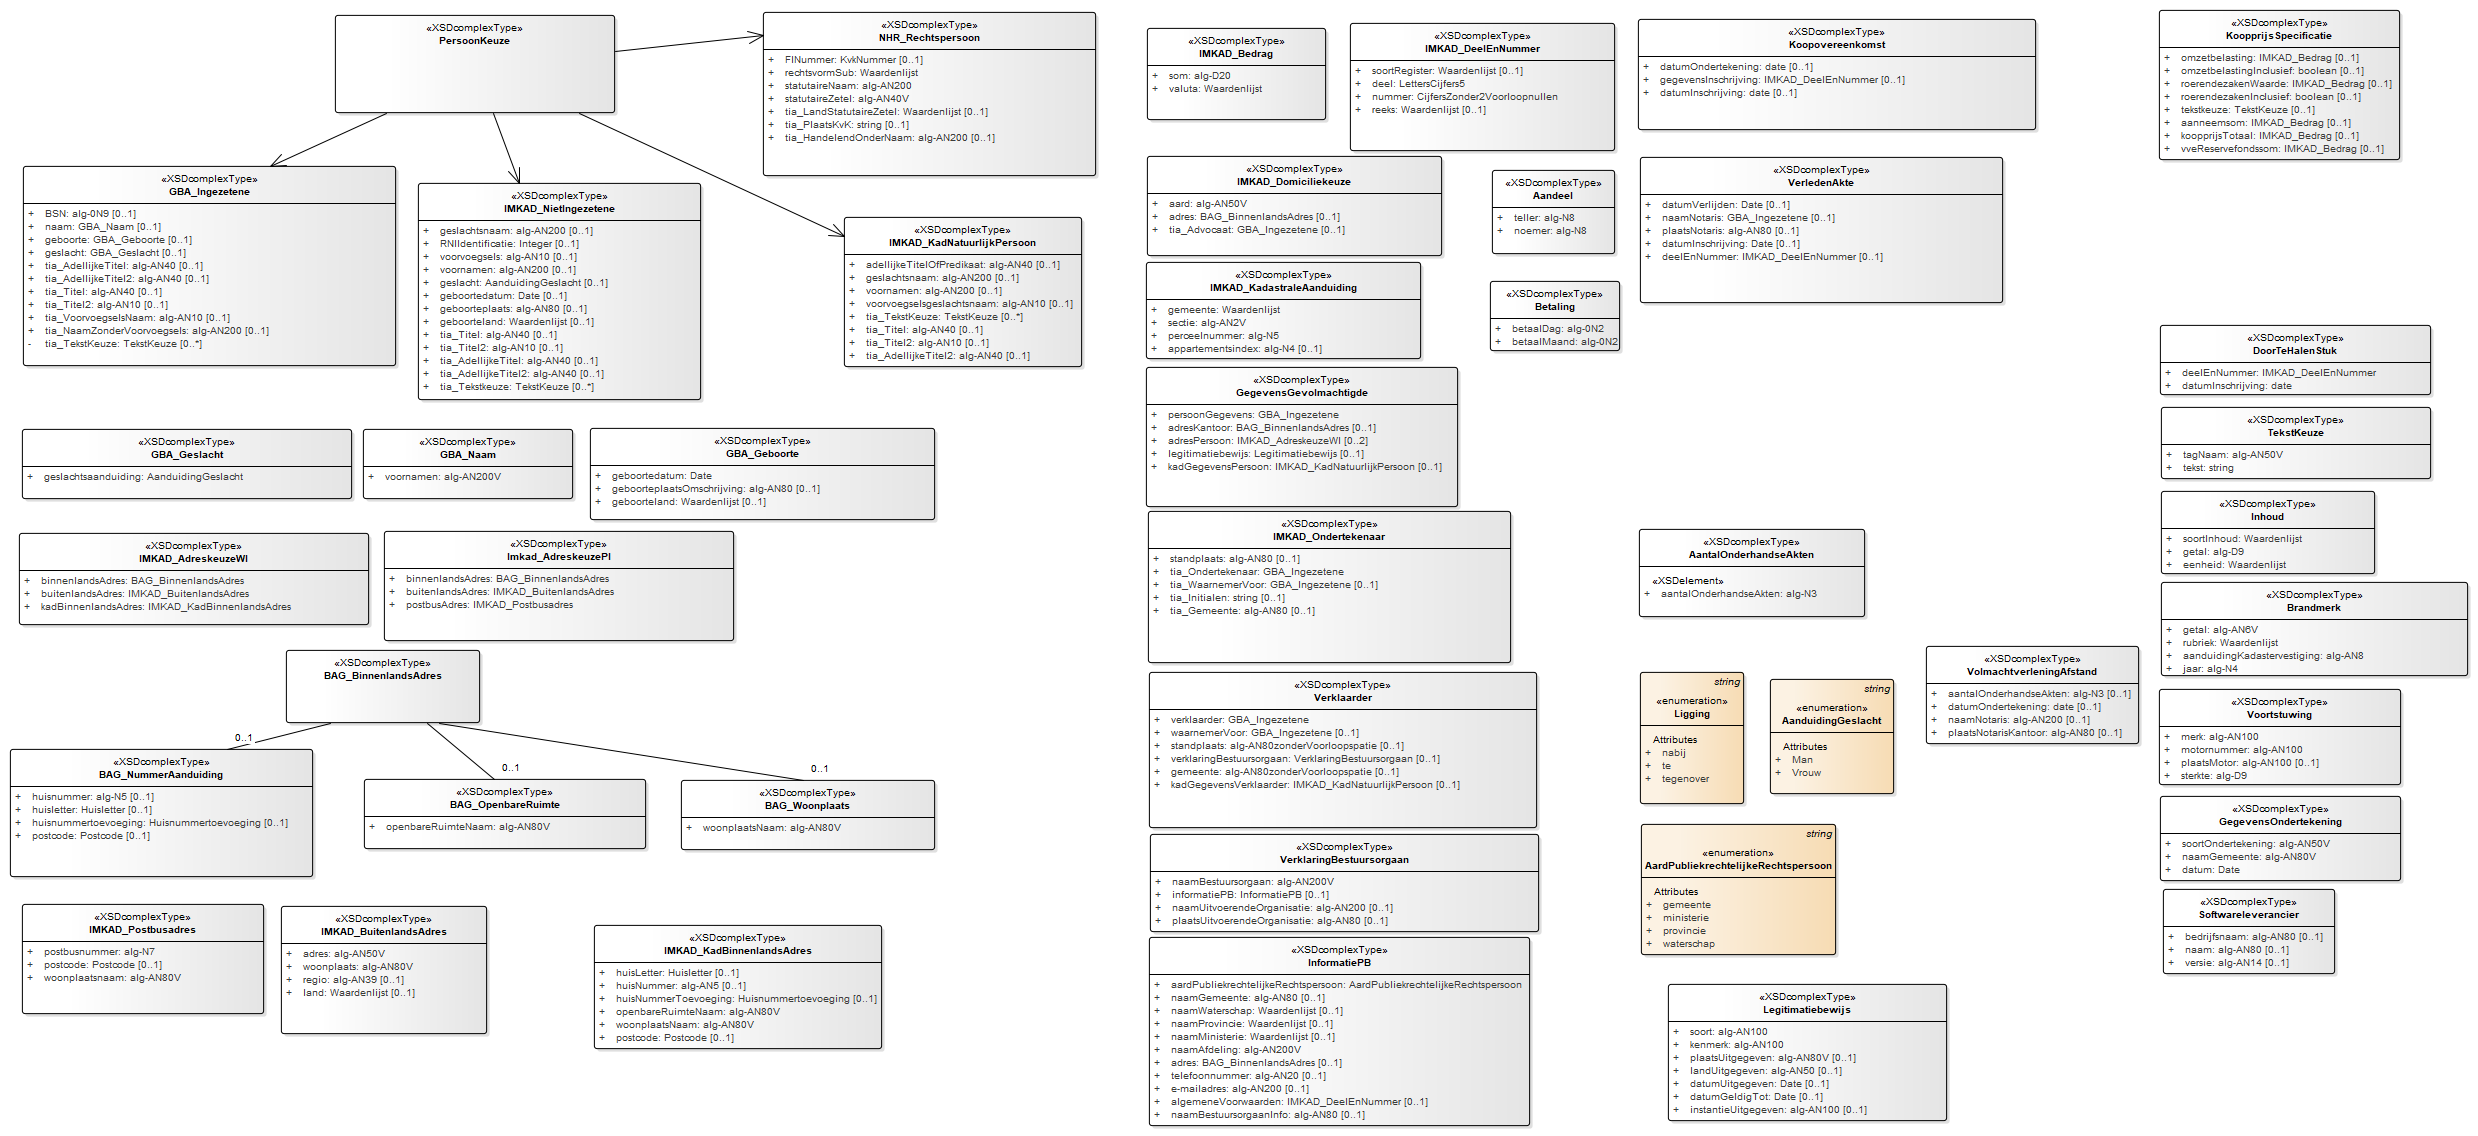 «XSDcomplexType»
PersoonKeuze
«XSDcomplexType»
NHR_Rechtspersoon
+ FINummer: KvkNummer [0..1]
+ rechtsvormSub: Waardenlijst
+ statutaireNaam: alg-AN200
+ statutaireZetel: alg-AN40V
+ tia_LandStatutaireZetel: Waardenlijst [0..1]
+ tia_PlaatsKvK: string [0..1]
+ tia_HandelendOnderNaam: alg-AN200 [0..1]
«XSDcomplexType»
GBA_Ingezetene
+ BSN: alg-0N9 [0..1]
+ naam: GBA_Naam [0..1]
+ geboorte: GBA_Geboorte [0..1]
+ geslacht: GBA_Geslacht [0..1]
+ tia_AdellijkeTitel: alg-AN40 [0..1]
+ tia_AdellijkeTitel2: alg-AN40 [0..1]
+ tia_Titel: alg-AN40 [0..1]
+ tia_Titel2: alg-AN10 [0..1]
+ tia_VoorvoegselsNaam: alg-AN10 [0..1]
+ tia_NaamZonderVoorvoegsels: alg-AN200 [0..1]
- tia_TekstKeuze: TekstKeuze [0..*]
«XSDcomplexType»
IMKAD_NietIngezetene
+ geslachtsnaam: alg-AN200 [0..1]
+ RNIIdentificatie: Integer [0..1]
+ voorvoegsels: alg-AN10 [0..1]
+ voornamen: alg-AN200 [0..1]
+ geslacht: AanduidingGeslacht [0..1]
+ geboortedatum: Date [0..1]
+ geboorteplaats: alg-AN80 [0..1]
+ geboorteland: Waardenlijst [0..1]
+ tia_Titel: alg-AN40 [0..1]
+ tia_Titel2: alg-AN10 [0..1]
+ tia_AdellijkeTitel: alg-AN40 [0..1]
+ tia_AdellijkeTitel2: alg-AN40 [0..1]
+ tia_Tekstkeuze: TekstKeuze [0..*]
«XSDcomplexType»
IMKAD_KadNatuurlijkPersoon
+ adellijkeTitelOfPredikaat: alg-AN40 [0..1]
+ geslachtsnaam: alg-AN200 [0..1]
+ voornamen: alg-AN200 [0..1]
+ voorvoegselsgeslachtsnaam: alg-AN10 [0..1]
+ tia_TekstKeuze: TekstKeuze [0..*]
+ tia_Titel: alg-AN40 [0..1]
+ tia_Titel2: alg-AN10 [0..1]
+ tia_AdellijkeTitel2: alg-AN40 [0..1]
«XSDcomplexType»
GBA_Geslacht
+ geslachtsaanduiding: AanduidingGeslacht
«XSDcomplexType»
GBA_Naam
+ voornamen: alg-AN200V
«XSDcomplexType»
GBA_Geboorte
+ geboortedatum: Date
+ geboorteplaatsOmschrijving: alg-AN80 [0..1]
+ geboorteland: Waardenlijst [0..1]
«XSDcomplexType»
IMKAD_AdreskeuzeWI
+ binnenlandsAdres: BAG_BinnenlandsAdres
+ buitenlandsAdres: IMKAD_BuitenlandsAdres
+ kadBinnenlandsAdres: IMKAD_KadBinnenlandsAdres
«XSDcomplexType»
Imkad_AdreskeuzePI
+ binnenlandsAdres: BAG_BinnenlandsAdres
+ buitenlandsAdres: IMKAD_BuitenlandsAdres
+ postbusAdres: IMKAD_Postbusadres
«XSDcomplexType»
BAG_BinnenlandsAdres
0..1
0..1
0..1
«XSDcomplexType»
BAG_NummerAanduiding
+ huisnummer: alg-N5 [0..1]
+ huisletter: Huisletter [0..1]
+ huisnummertoevoeging: Huisnummertoevoeging [0..1]
+ postcode: Postcode [0..1]
«XSDcomplexType»
BAG_OpenbareRuimte
+ openbareRuimteNaam: alg-AN80V
«XSDcomplexType»
BAG_Woonplaats
+ woonplaatsNaam: alg-AN80V
«XSDcomplexType»
IMKAD_Postbusadres
+ postbusnummer: alg-N7
+ postcode: Postcode [0..1]
+ woonplaatsnaam: alg-AN80V
«XSDcomplexType»
IMKAD_BuitenlandsAdres
+ adres: alg-AN50V
+ woonplaats: alg-AN80V
+ regio: alg-AN39 [0..1]
+ land: Waardenlijst [0..1]
«XSDcomplexType»
IMKAD_KadBinnenlandsAdres
+ huisLetter: Huisletter [0..1]
+ huisNummer: alg-AN5 [0..1]
+ huisNummerToevoeging: Huisnummertoevoeging [0..1]
+ openbareRuimteNaam: alg-AN80V
+ woonplaatsNaam: alg-AN80V
+ postcode: Postcode [0..1]
«XSDcomplexType»
IMKAD_Bedrag
+ som: alg-D20
+ valuta: Waardenlijst
«XSDcomplexType»
IMKAD_DeelEnNummer
+ soortRegister: Waardenlijst [0..1]
+ deel: LettersCijfers5
+ nummer: CijfersZonder2Voorloopnullen
+ reeks: Waardenlijst [0..1]
«XSDcomplexType»
Koopovereenkomst
+ datumOndertekening: date [0..1]
+ gegevensInschrijving: IMKAD_DeelEnNummer [0..1]
+ datumInschrijving: date [0..1]
«XSDcomplexType»
KoopprijsSpecificatie
+ omzetbelasting: IMKAD_Bedrag [0..1]
+ omzetbelastingInclusief: boolean [0..1]
+ roerendezakenWaarde: IMKAD_Bedrag [0..1]
+ roerendezakenInclusief: boolean [0..1]
+ tekstkeuze: TekstKeuze [0..1]
+ aanneemsom: IMKAD_Bedrag [0..1]
+ koopprijsTotaal: IMKAD_Bedrag [0..1]
+ vveReservefondssom: IMKAD_Bedrag [0..1]
«XSDcomplexType»
IMKAD_Domiciliekeuze
+ aard: alg-AN50V
+ adres: BAG_BinnenlandsAdres [0..1]
+ tia_Advocaat: GBA_Ingezetene [0..1]
«XSDcomplexType»
Aandeel
+ teller: alg-N8
+ noemer: alg-N8
«XSDcomplexType»
VerledenAkte
+ datumVerlijden: Date [0..1]
+ naamNotaris: GBA_Ingezetene [0..1]
+ plaatsNotaris: alg-AN80 [0..1]
+ datumInschrijving: Date [0..1]
+ deelEnNummer: IMKAD_DeelEnNummer [0..1]
«XSDcomplexType»
IMKAD_KadastraleAanduiding
+ gemeente: Waardenlijst
+ sectie: alg-AN2V
+ perceelnummer: alg-N5
+ appartementsindex: alg-N4 [0..1]
«XSDcomplexType»
Betaling
+ betaalDag: alg-0N2
+ betaalMaand: alg-0N2
«XSDcomplexType»
GegevensGevolmachtigde
+ persoonGegevens: GBA_Ingezetene
+ adresKantoor: BAG_BinnenlandsAdres [0..1]
+ adresPersoon: IMKAD_AdreskeuzeWI [0..2]
+ legitimatiebewijs: Legitimatiebewijs [0..1]
+ kadGegevensPersoon: IMKAD_KadNatuurlijkPersoon [0..1]
«XSDcomplexType»
DoorTeHalenStuk
+ deelEnNummer: IMKAD_DeelEnNummer
+ datumInschrijving: date
«XSDcomplexType»
TekstKeuze
+ tagNaam: alg-AN50V
+ tekst: string
«XSDcomplexType»
Inhoud
+ soortInhoud: Waardenlijst
+ getal: alg-D9
+ eenheid: Waardenlijst
«XSDcomplexType»
IMKAD_Ondertekenaar
+ standplaats: alg-AN80 [0..1]
+ tia_Ondertekenaar: GBA_Ingezetene
+ tia_WaarnemerVoor: GBA_Ingezetene [0..1]
+ tia_Initialen: string [0..1]
+ tia_Gemeente: alg-AN80 [0..1]
«XSDcomplexType»
AantalOnderhandseAkten
«XSDelement»
+ aantalOnderhandseAkten: alg-N3
«XSDcomplexType»
Brandmerk
+ getal: alg-AN6V
+ rubriek: Waardenlijst
+ aanduidingKadastervestiging: alg-AN8
+ jaar: alg-N4
«XSDcomplexType»
Verklaarder
+ verklaarder: GBA_Ingezetene
+ waarnemerVoor: GBA_Ingezetene [0..1]
+ standplaats: alg-AN80zonderVoorloopspatie [0..1]
+ verklaringBestuursorgaan: VerklaringBestuursorgaan [0..1]
+ gemeente: alg-AN80zonderVoorloopspatie [0..1]
+ kadGegevensVerklaarder: IMKAD_KadNatuurlijkPersoon [0..1]
string
«enumeration»
Ligging
Attributes
+ nabij
+ te
+ tegenover
string
«enumeration»
AanduidingGeslacht
Attributes
+ Man
+ Vrouw
«XSDcomplexType»
VolmachtverleningAfstand
+ aantalOnderhandseAkten: alg-N3 [0..1]
+ datumOndertekening: date [0..1]
+ naamNotaris: alg-AN200 [0..1]
+ plaatsNotarisKantoor: alg-AN80 [0..1]
«XSDcomplexType»
Voortstuwing
+ merk: alg-AN100
+ motornummer: alg-AN100
+ plaatsMotor: alg-AN100 [0..1]
+ sterkte: alg-D9
«XSDcomplexType»
VerklaringBestuursorgaan
+ naamBestuursorgaan: alg-AN200V
+ informatiePB: InformatiePB [0..1]
+ naamUitvoerendeOrganisatie: alg-AN200 [0..1]
+ plaatsUitvoerendeOrganisatie: alg-AN80 [0..1]
string
«enumeration»
AardPubliekrechtelijkeRechtspersoon
Attributes
+ gemeente
+ ministerie
+ provincie
+ waterschap
«XSDcomplexType»
GegevensOndertekening
+ soortOndertekening: alg-AN50V
+ naamGemeente: alg-AN80V
+ datum: Date
«XSDcomplexType»
Softwareleverancier
+ bedrijfsnaam: alg-AN80 [0..1]
+ naam: alg-AN80 [0..1]
+ versie: alg-AN14 [0..1]
«XSDcomplexType»
InformatiePB
+ aardPubliekrechtelijkeRechtspersoon: AardPubliekrechtelijkeRechtspersoon
+ naamGemeente: alg-AN80 [0..1]
+ naamWaterschap: Waardenlijst [0..1]
+ naamProvincie: Waardenlijst [0..1]
+ naamMinisterie: Waardenlijst [0..1]
+ naamAfdeling: alg-AN200V
+ adres: BAG_BinnenlandsAdres [0..1]
+ telefoonnummer: alg-AN20 [0..1]
+ e-mailadres: alg-AN200 [0..1]
+ algemeneVoorwaarden: IMKAD_DeelEnNummer [0..1]
+ naamBestuursorgaanInfo: alg-AN80 [0..1]
«XSDcomplexType»
Legitimatiebewijs
+ soort: alg-AN100
+ kenmerk: alg-AN100
+ plaatsUitgegeven: alg-AN80V [0..1]
+ landUitgegeven: alg-AN50 [0..1]
+ datumUitgegeven: Date [0..1]
+ datumGeldigTot: Date [0..1]
+ instantieUitgegeven: alg-AN100 [0..1]